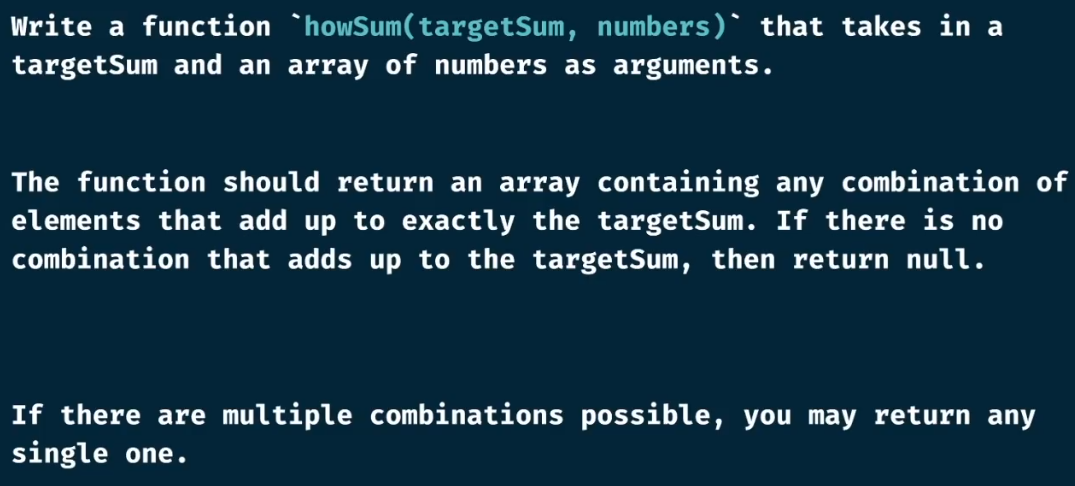 Write a function `howSum(targetSum, numbers)` that takes in a
targetSum and an array of numbers as arguments.
The function should return an array containing any combination of
elements that add up to exactly the targetSum. If there is no
combination that adds up to the targetSum, then return null.
If there are multiple combinations possible, you may return any
single one.